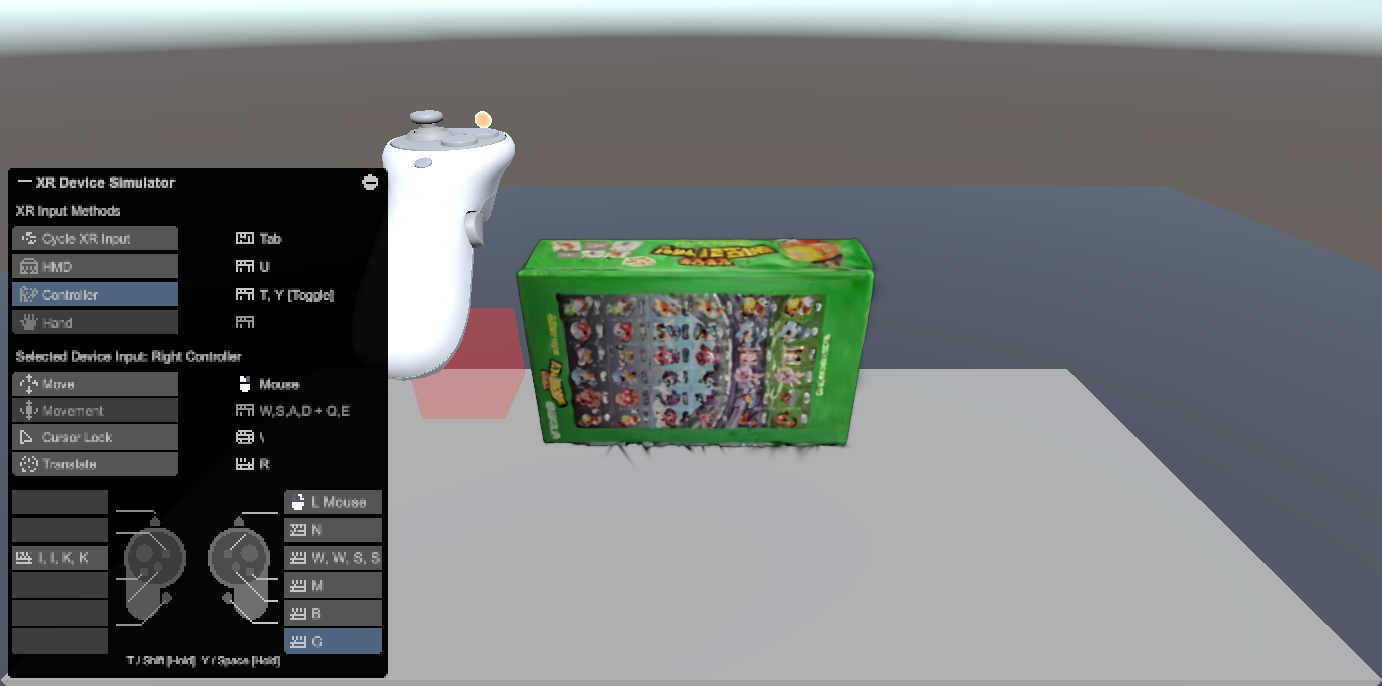 XR Device Simulator
XR Input Methods
Cycle XR Input
Tab
HMD
U
Controller
T, Y [Toggle]
Hand
Selected Device Input: Right Controller
Move
Mouse
Movement
W,S,A,D + Q,E
Cursor Lock
\
Translate
R
L Mouse
N
I, I, K, K
W, W, S, S
M
B
G
T / Shift [Hold] Y / Space [Hold]